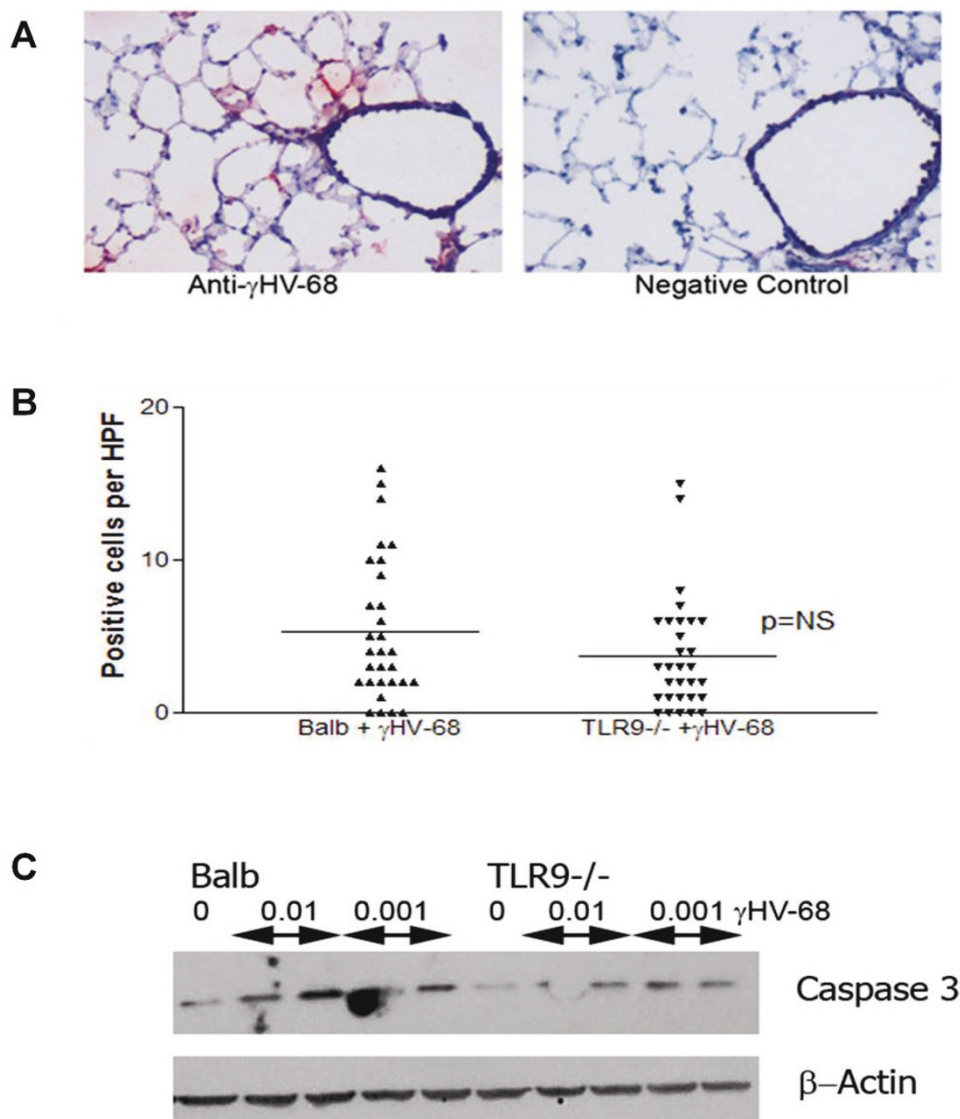 A
Anti-γHV-68 Negative Control
B
Positive cells per HPF
20
10
0
p=NS
Balb + γHV-68 TLR9-/- +γHV-68
C
Balb TLR9-/-
0 0.01 0.001 0 0.01 0.001 γHV-68
Caspase 3
β–Actin